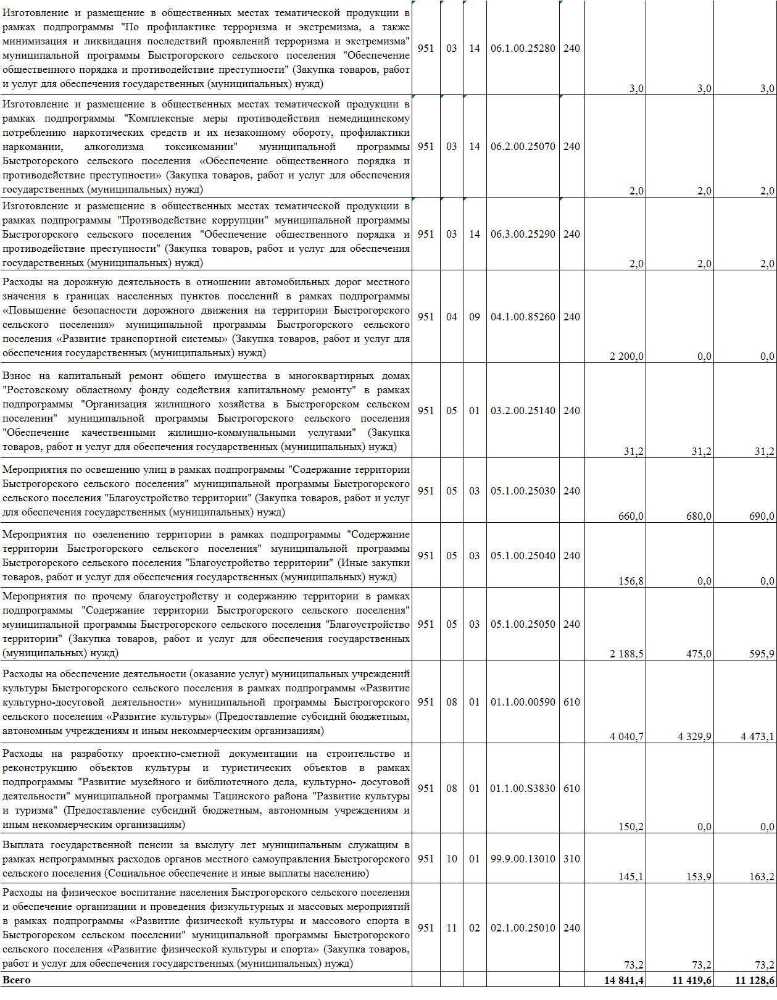 Изготовление и размещение в общественных местах тематической продукции в
рамках подпрограммы "По профилактике терроризма и экстремизма, а также
минимизация и ликвидация последствий проявлений терроризма и экстремизма"
муниципальной программы Быстрогорского сельского поселения "Обеспечение
общественного порядка и противодействие преступности" (Закупка товаров, работ
и услуг для обеспечения государственных (муниципальных) нужд)
951 03 14 06.1.00.25280 240
3,0 3,0 3,0
Изготовление и размещение в общественных местах тематической продукции в
рамках подпрограммы "Комплексные меры противодействия немедицинскому
потреблению наркотических средств и их незаконному обороту, профилактики
наркомании, алкоголизма токсикомании" муниципальной программы
Быстрогорского сельского поселения «Обеспечение общественного порядка и
противодействие преступности» (Закупка товаров, работ и услуг для обеспечения
государственных (муниципальных) нужд)
951 03 14 06.2.00.25070 240
2,0 2,0 2,0
Изготовление и размещение в общественных местах тематической продукции в
рамках подпрограммы "Противодействие коррупции" муниципальной программы
Быстрогорского сельского поселения "Обеспечение общественного порядка и
противодействие преступности" (Закупка товаров, работ и услуг для обеспечения
государственных (муниципальных) нужд)
951 03 14 06.3.00.25290 240
2,0 2,0 2,0
Расходы на дорожную деятельность в отношении автомобильных дорог местного
значения в границах населенных пунктов поселений в рамках подпрограммы
«Повышение безопасности дорожного движения на территории Быстрогорского
сельского поселения» муниципальной программы Быстрогорского сельского
поселения «Развитие транспортной системы» (Закупка товаров, работ и услуг для
обеспечения государственных (муниципальных) нужд)
951 04 09 04.1.00.85260 240
2 200,0 0,0 0,0
Взнос на капитальный ремонт общего имущества в многоквартирных домах
"Ростовскому областному фонду содействия капитальному ремонту" в рамках
подпрограммы "Организация жилищного хозяйства в Быстрогорском сельском
поселении" муниципальной программы Быстрогорского сельского поселения
"Обеспечение качественными жилищно-коммунальными услугами" (Закупка
товаров, работ и услуг для обеспечения государственных (муниципальных) нужд)
951 05 01 03.2.00.25140 240
31,2 31,2 31,2
Мероприятия по освещению улиц в рамках подпрограммы "Содержание территории
Быстрогорского сельского поселения" муниципальной программы Быстрогорского
сельского поселения "Благоустройство территории" (Закупка товаров, работ и услуг
для обеспечения государственных (муниципальных) нужд)
951 05 03 05.1.00.25030 240
660,0 680,0 690,0
Мероприятия по озеленению территории в рамках подпрограммы "Содержание
территории Быстрогорского сельского поселения" муниципальной программы
Быстрогорского сельского поселения "Благоустройство территории" (Иные закупки
товаров, работ и услуг для обеспечения государственных (муниципальных) нужд)
951 05 03 05.1.00.25040 240
156,8 0,0 0,0
Мероприятия по прочему благоустройству и содержанию территории в рамках
подпрограммы "Содержание территории Быстрогорского сельского поселения"
муниципальной программы Быстрогорского сельского поселения "Благоустройство
территории" (Закупка товаров, работ и услуг для обеспечения государственных
(муниципальных) нужд)
951 05 03 05.1.00.25050 240
2 188,5 475,0 595,9
Расходы на обеспечение деятельности (оказание услуг) муниципальных учреждений
культуры Быстрогорского сельского поселения в рамках подпрограммы «Развитие
культурно-досуговой деятельности» муниципальной программы Быстрогорского
сельского поселения «Развитие культуры» (Предоставление субсидий бюджетным,
автономным учреждениям и иным некоммерческим организациям)
951 08 01 01.1.00.00590 610
4 040,7 4 329,9 4 473,1
Расходы на разработку проектно-сметной документации на строительство и
реконструкцию объектов культуры и туристических объектов в рамках
подпрограммы "Развитие музейного и библиотечного дела, культурно- досуговой
деятельности" муниципальной программы Тацинского района "Развитие культуры
и туризма" (Предоставление субсидий бюджетным, автономным учреждениям и
иным некоммерческим организациям)
951 08 01 01.1.00.S3830 610
150,2 0,0 0,0
Выплата государственной пенсии за выслугу лет муниципальным служащим в
рамках непрограммных расходов органов местного самоуправления Быстрогорского
сельского поселения (Социальное обеспечение и иные выплаты населению)
951 10 01 99.9.00.13010 310
145,1 153,9 163,2
Расходы на физическое воспитание населения Быстрогорского сельского поселения
и обеспечение организации и проведения физкультурных и массовых мероприятий
в рамках подпрограммы «Развитие физической культуры и массового спорта в
Быстрогорском сельском поселении" муниципальной программы Быстрогорского
сельского поселения «Развитие физической культуры и спорта» (Закупка товаров,
работ и услуг для обеспечения государственных (муниципальных) нужд)
951 11 02 02.1.00.25010 240
73,2 73,2 73,2
Всего 14 841,4 11 419,6 11 128,6